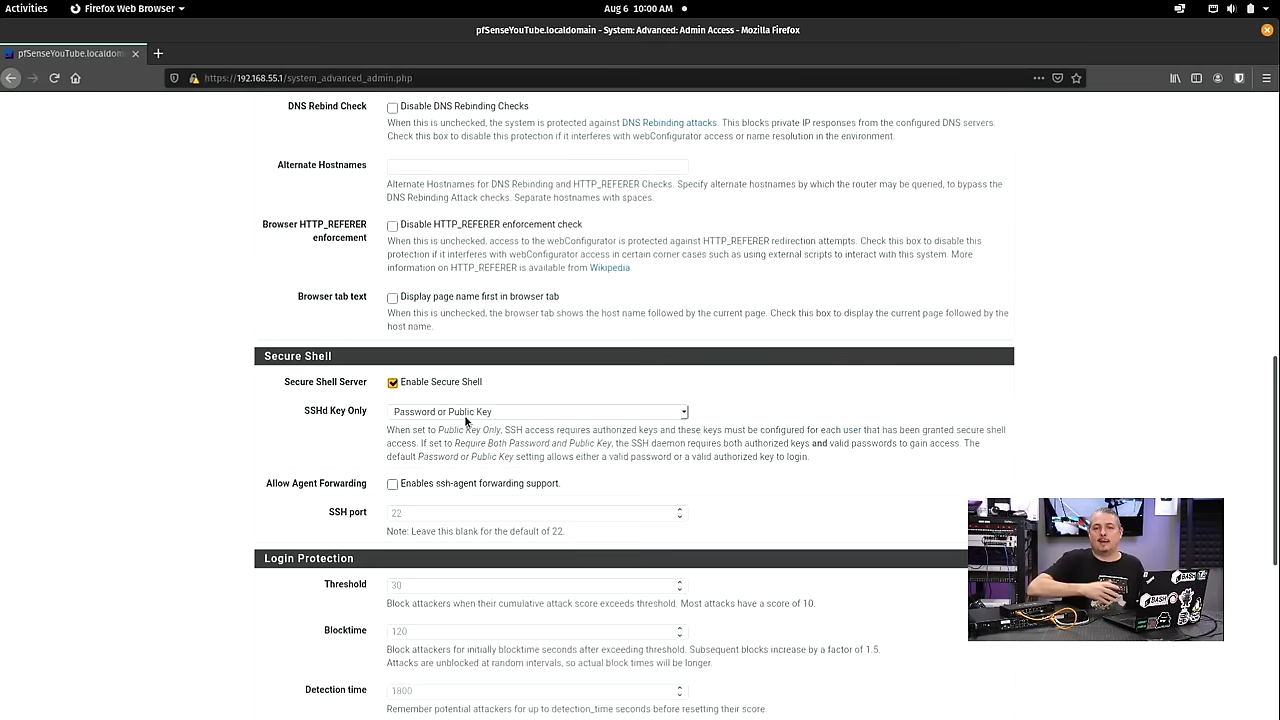 Activities
Firefox Web Browser
Aug 6 10:00 AM
pfSenseYouTube.localdomain - System: Advanced: Admin Access - Mozilla Firefox
pfSenseYouTube.localdom
https://192.168.55.1/system_advanced_admin.php
DNS Rebind Check
Disable DNS Rebinding Checks
When this is unchecked, the system is protected against DNS Rebinding attacks. This blocks private IP responses from the configured DNS servers.
Check this box to disable this protection if it interferes with webConfigurator access or name resolution in the environment.
Alternate Hostnames
Alternate Hostnames for DNS Rebinding and HTTP_REFERER Checks. Specify alternate hostnames by which the router may be queried, to bypass the
DNS Rebinding Attack checks. Separate hostnames with spaces.
Browser HTTP_REFERER
enforcement
Disable HTTP_REFERER enforcement check
When this is unchecked, access to the webConfigurator is protected against HTTP_REFERER redirection attempts. Check this box to disable this
protection if it interferes with webConfigurator access in certain corner cases such as using external scripts to interact with this system. More
information on HTTP_REFERER is available from Wikipedia.
Browser tab text
Display page name first in browser tab
When this is unchecked, the browser tab shows the host name followed by the current page. Check this box to display the current page followed by the
host name.
Secure Shell
Secure Shell Server
Enable Secure Shell
SSHd Key Only
Password or Public Key
When set to Public Key Only, SSH access requires authorized keys and these keys must be configured for each user that has been granted secure shell
access. If set to Require Both Password and Public Key, the SSH daemon requires both authorized keys and valid passwords to gain access. The
default Password or Public Key setting allows either a valid password or a valid authorized key to login.
Allow Agent Forwarding
Enables ssh-agent forwarding support.
SSH port
22
Note: Leave this blank for the default of 22.
Login Protection
Threshold
30
Block attackers when their cumulative attack score exceeds threshold. Most attacks have a score of 10.
Blocktime
120
Block attackers for initially blocktime seconds after exceeding threshold. Subsequent blocks increase by a factor of 1.5.
Attacks are unblocked at random intervals, so actual block times will be longer.
Detection time
1800
Remember potential attackers for up to detection_time seconds before resetting their score.
BASH
BASH